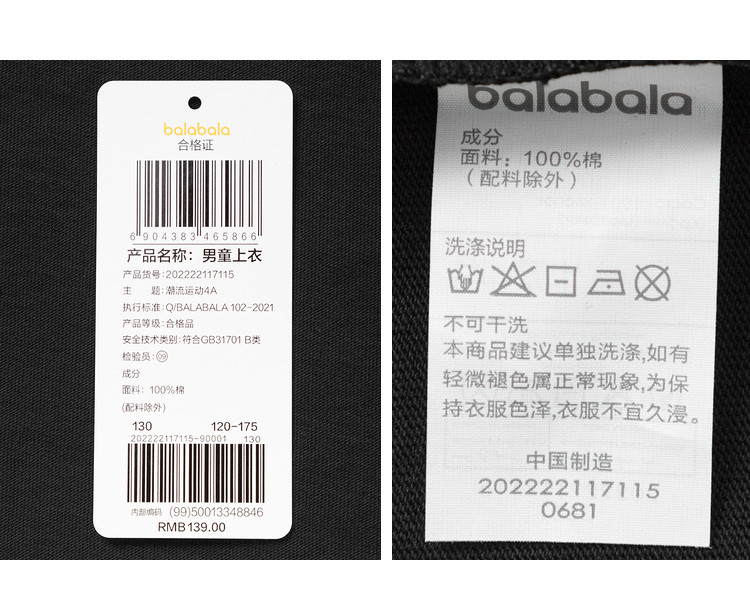 balabala
合格证
6904383465866
产品名称：男童上衣
产品货号:202222117115
主　题:潮流运动4A
执行标准:Q/BALABALA 102-2021
产品等级:合格品
安全技术类别:符合GB31701 B类
检验员:09
成分
面料：100%棉
(配料除外)
130 120-175
202222117115-90001 130
内部编码 (99)50013348846
RMB139.00
balabala
成分
面料：100%棉
（配料除外）
洗涤说明
不可干洗
本商品建议单独洗涤,如有
轻微褪色属正常现象,为保
持衣服色泽,衣服不宜久浸。
中国制造
202222117115
0681